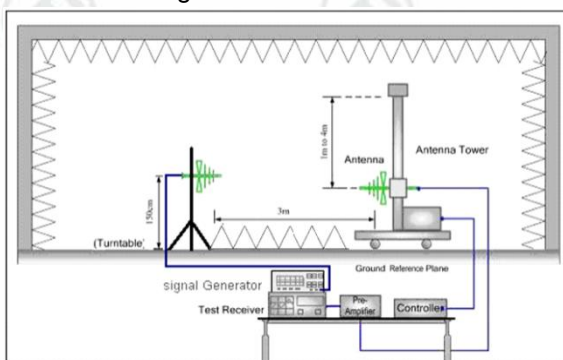 1m to 4m
Antenna
Antenna Tower
150cm
3m
(Turntable)
Ground Reference Plane
signal Generator
Test Receiver
Pre-
Amplifier
Controller